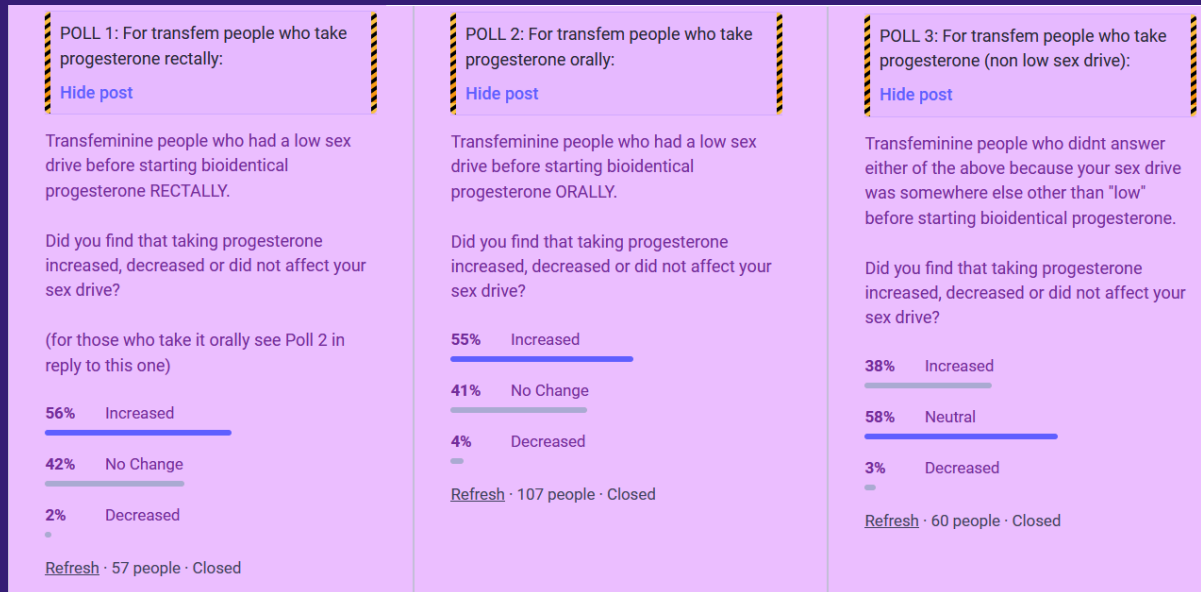 POLL 1: For transfem people who take
progesterone rectally:
Hide post
Transfeminine people who had a low sex
drive before starting bioidentical
progesterone RECTALLY.
Did you find that taking progesterone
increased, decreased or did not affect your
sex drive?
(for those who take it orally see Poll 2 in
reply to this one)
56% Increased
42% No Change
2% Decreased
Refresh · 57 people · Closed
POLL 2: For transfem people who take
progesterone orally:
Hide post
Transfeminine people who had a low sex
drive before starting bioidentical
progesterone ORALLY.
Did you find that taking progesterone
increased, decreased or did not affect your
sex drive?
55% Increased
41% No Change
4% Decreased
Refresh · 107 people · Closed
POLL 3: For transfem people who take
progesterone (non low sex drive):
Hide post
Transfeminine people who didnt answer
either of the above because your sex drive
was somewhere else other than "low"
before starting bioidentical progesterone.
Did you find that taking progesterone
increased, decreased or did not affect your
sex drive?
38% Increased
58% Neutral
3% Decreased
Refresh · 60 people · Closed